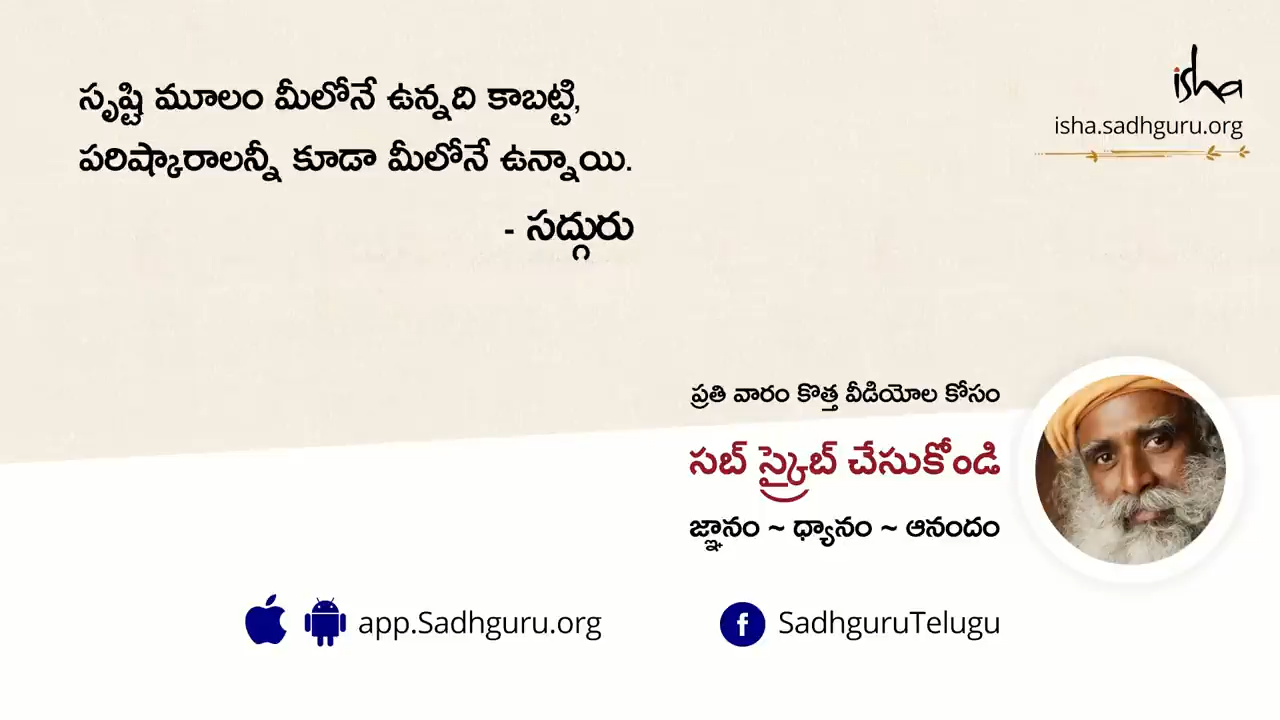 సృష్టి మూలం మీలోనే ఉన్నది కాబట్టి,
పరిష్కారాలన్నీ కూడా మీలోనే ఉన్నాయి.
- సద్గురు
isha
isha.sadhguru.org
ప్రతి వారం కొత్త వీడియోల కోసం
సబ్ స్క్రైబ్ చేసుకోండి
జ్ఞానం ~ ధ్యానం ~ ఆనందం
app.Sadhguru.org
f SadhguruTelugu